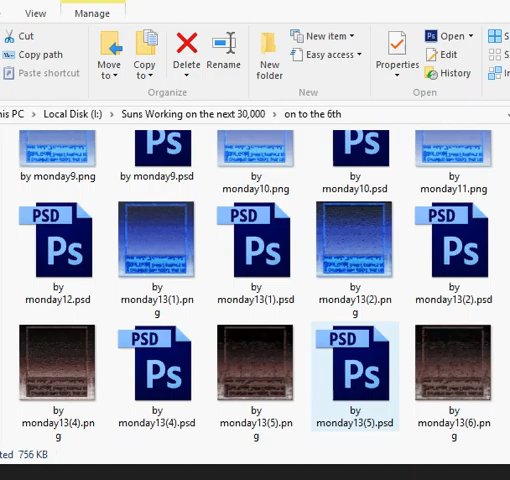 View
Manage
Cut
Copy path
Paste shortcut
Move to
Copy to
Delete
Rename
Organize
New folder
New item
Easy access
New
Properties
Open
Edit
History
Open
his PC > Local Disk (I:) > Suns Working on the next 30,000 > on to the 6th
by monday9.png
by monday9.psd
by monday10.png
by monday10.psd
by monday11.png
PSD
Ps
by monday12.psd
by monday13(1).png
PSD
Ps
by monday13(1).psd
by monday13(2).png
PSD
Ps
by monday13(2).psd
by monday13(4).png
PSD
Ps
by monday13(4).psd
by monday13(5).png
PSD
Ps
by monday13(5).psd
by monday13(6).png
ted 756 KB